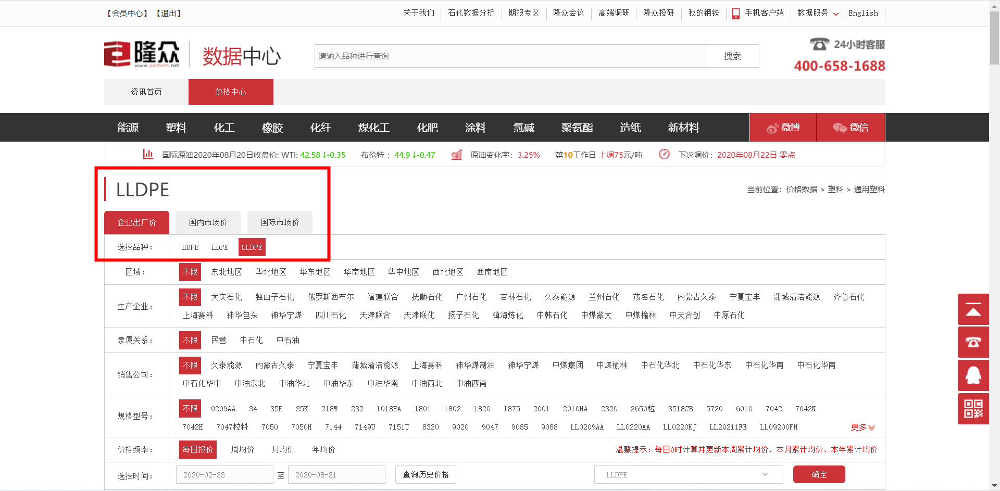 【会员中心】 【退出】
关于我们 石化数据分析 期报专区 隆众会议 高端调研 隆众投研 我的钢铁 手机客户端 数据服务 English
隆众 www.oilchem.net 数据中心
请输入品种进行查询 搜索
24小时客服
400-658-1688
资讯首页 价格中心
能源 塑料 化工 橡胶 化纤 煤化工 化肥 涂料 氯碱 聚氨酯 造纸 新材料 微博 微信
国际原油2020年08月20日收盘价: WTI: 42.58↓-0.35 布伦特： 44.9↓-0.47 原油变化率：3.25% 第10工作日 上调75元/吨 下次调价：2020年08月22日 零点
LLDPE
当前位置：价格数据 > 塑料 > 通用塑料
企业出厂价 国内市场价 国际市场价
选择品种： HDPE LDPE LLDPE
区域： 不限 东北地区 华北地区 华东地区 华南地区 华中地区 西北地区 西南地区
生产企业： 不限 大庆石化 独山子石化 俄罗斯西布尔 福建联合 抚顺石化 广州石化 吉林石化 久泰能源 兰州石化 茂名石化 内蒙古久泰 宁夏宝丰 蒲城清洁能源 齐鲁石化
上海赛科 神华包头 神华宁煤 四川石化 天津联合 天津联化 扬子石化 镇海炼化 中韩石化 中煤蒙大 中煤榆林 中天合创 中原石化
隶属关系： 不限 民营 中石化 中石油
销售公司： 不限 久泰能源 内蒙古久泰 宁夏宝丰 蒲城清洁能源 上海赛科 神华煤制油 神华宁煤 中煤集团 中煤榆林 中石化华北 中石化华东 中石化华南 中石化华南
中石化华中 中油东北 中油华北 中油华东 中油华南 中油西北 中油西南
规格型号： 不限 0209AA 34 35B 35K 218W 232 1018HA 1801 1802 1820 1875 2001 2010HA 2320 2650粒 3518CB 5720 6010 7042 7042N
7042H 7047粒料 7050 7050H 7144 7149U 7151U 8320 9020 9047 9085 9088 LL0209AA LL0220AA LL0220KJ LL20211FE LL09200FH 更多
价格频率： 每日报价 周均价 月均价 年均价 温馨提示：每日0时计算并更新本周累计均价、本月累计均价、本年累计均价
选择时间： 2020-02-23 至 2020-08-21 查询历史价格 LLDPE 确定